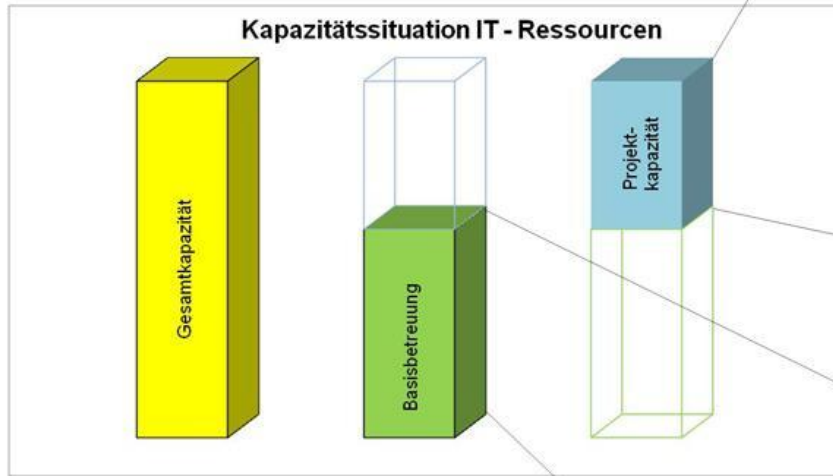 Kapazitätssituation IT - Ressourcen
Gesamtkapazität
Basisbetreuung
Projekt-
kapazität